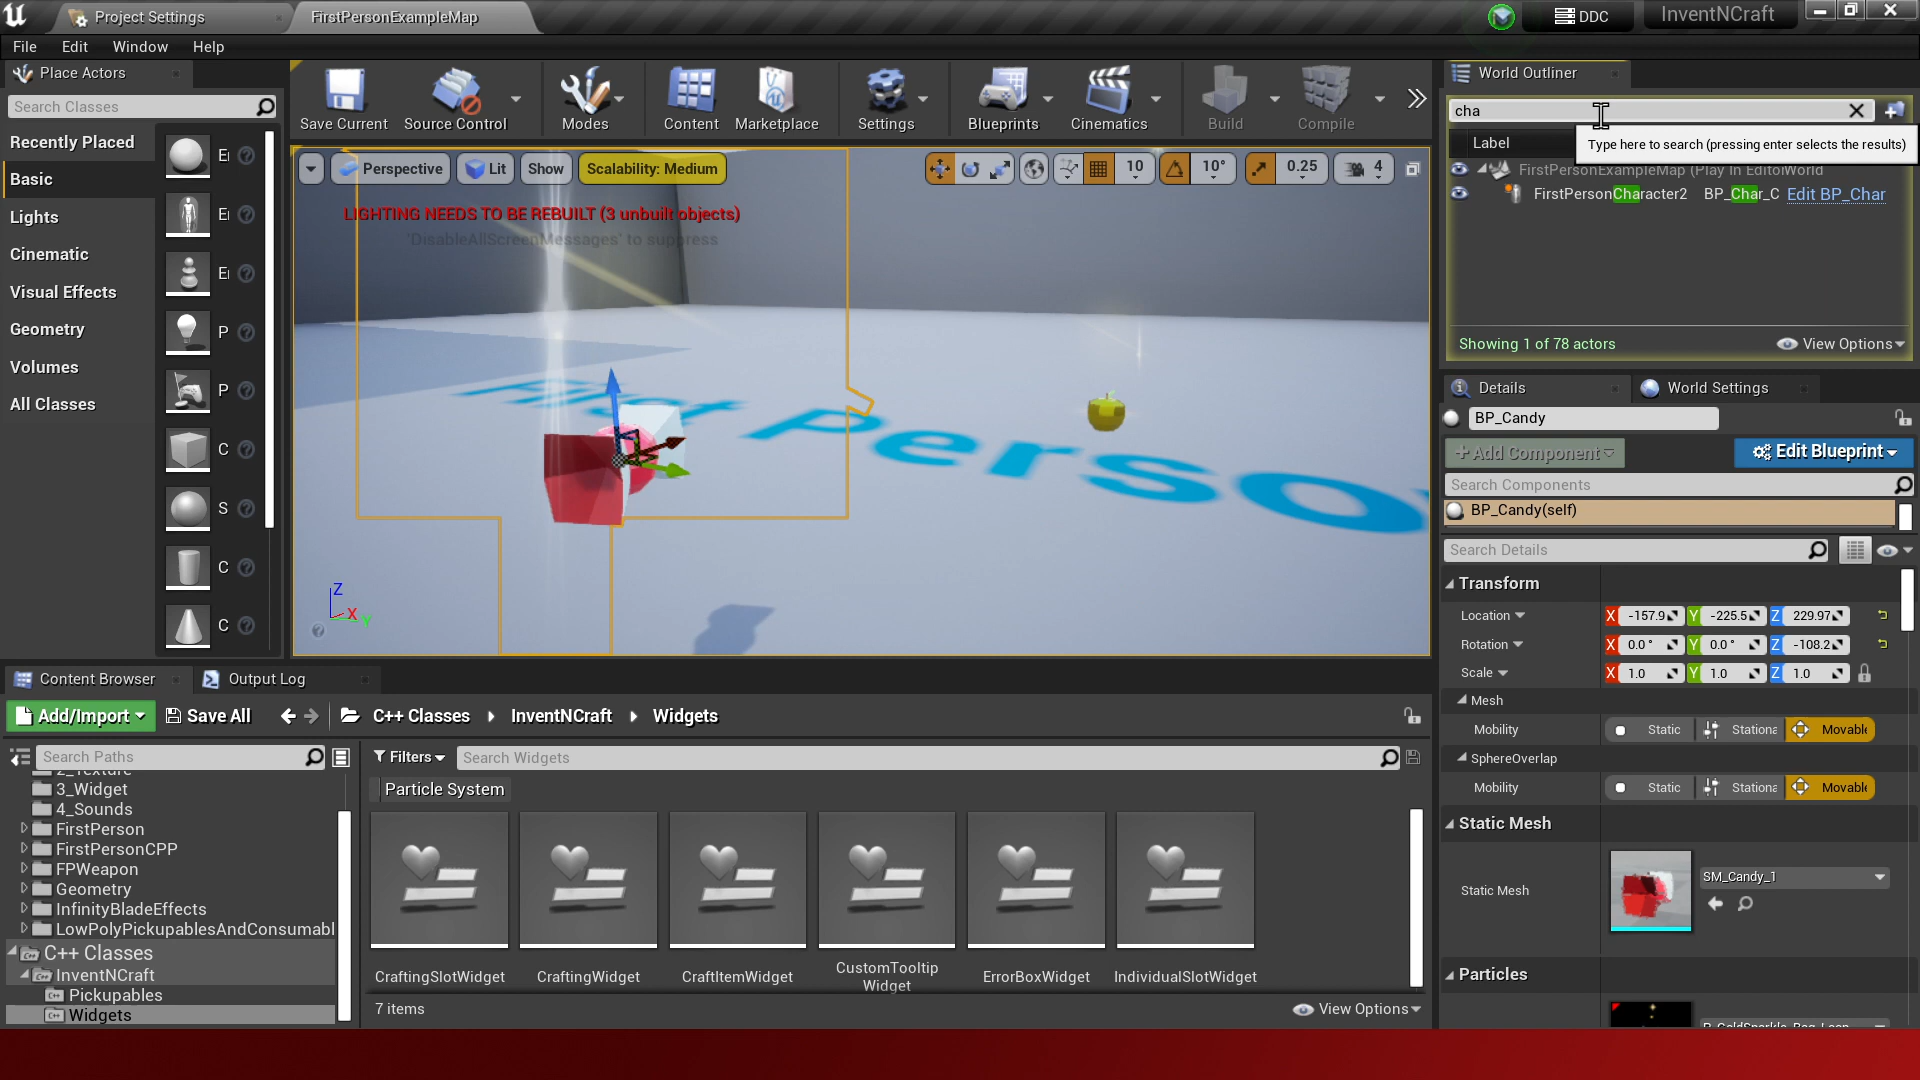 Project Settings
FirstPersonExampleMap
DDC
InventNCraft
File Edit Window Help
Place Actors
Search Classes
Recently Placed
Basic
Lights
Cinematic
Visual Effects
Geometry
Volumes
All Classes
P
P
C
S
C
C
Save Current
Source Control
Modes
Content
Marketplace
Settings
Blueprints
Cinematics
Build
Compile
Perspective
Lit
Show
Scalability: Medium
10
10°
0.25
4
LIGHTING NEEDS TO BE REBUILT (3 unbuilt objects)
'DisableAllScreenMessages' to suppress
Z
X
Y
World Outliner
cha
Label
Type here to search (pressing enter selects the results)
FirstPersonExampleMap (Play In Editor)World
FirstPersonCharacter2 BP_Char_C Edit BP_Char
Showing 1 of 78 actors
View Options
Details
World Settings
BP_Candy
+Add Component
Edit Blueprint
Search Components
BP_Candy(self)
Search Details
Transform
Location X -157.9 Y -225.5 Z 229.97
Rotation X 0.0 ° Y 0.0 ° Z -108.2
Scale X 1.0 Y 1.0 Z 1.0
Mesh
Mobility Static Stationa Movable
SphereOverlap
Mobility Static Stationa Movable
Static Mesh
Static Mesh
SM_Candy_1
Particles
Content Browser
Output Log
Add/Import
Save All
C++ Classes
InventNCraft
Widgets
Search Paths
Filters
Search Widgets
2_Texture
3_Widget
4_Sounds
FirstPerson
FirstPersonCPP
FPWeapon
Geometry
InfinityBladeEffects
LowPolyPickupablesAndConsumabl
C++ Classes
InventNCraft
Pickupables
Widgets
Particle System
CraftingSlotWidget
CraftingWidget
CraftItemWidget
CustomTooltip
Widget
ErrorBoxWidget
IndividualSlotWidget
7 items
View Options